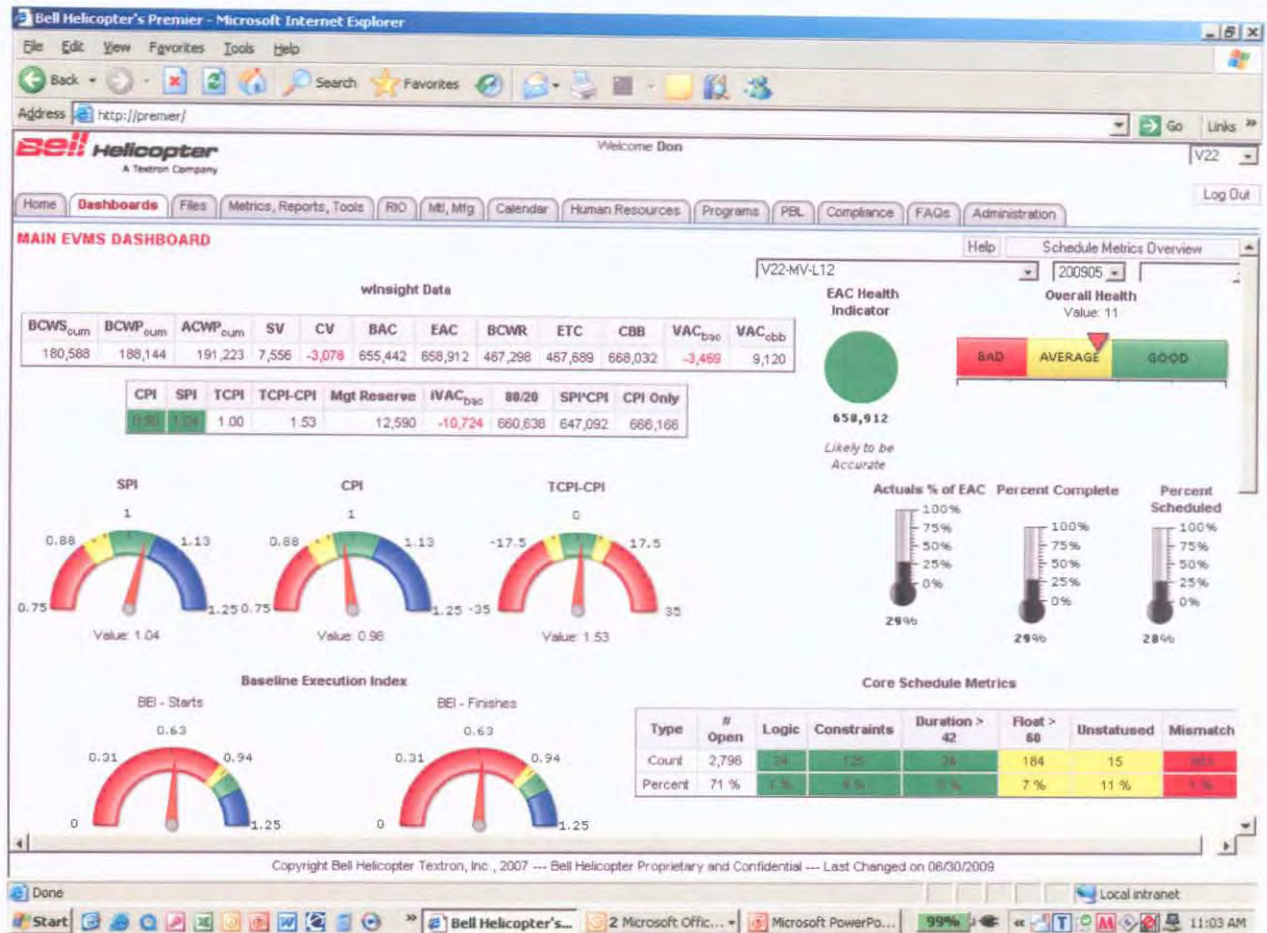 Bell Helicopter's Premier - Microsoft Internet Explorer
File Edit View Favorites Tools Help
Back Search Favorites
Address http://premier/ Go Links »
Bell Helicopter
A Textron Company
Welcome Don
V22
Log Out
Home Dashboards Files Metrics, Reports, Tools RIO Mtl, Mfg Calendar Human Resources Programs PBL Compliance FAQs Administration
MAIN EVMS DASHBOARD
Help Schedule Metrics Overview
V22-MV-L12 200905
wInsight Data
BCWScum BCWPcum ACWPcum SV CV BAC EAC BCWR ETC CBB VACbac VACcbb
180,588 188,144 191,223 7,556 -3,078 655,442 658,912 467,298 467,689 668,032 -3,469 9,120
CPI SPI TCPI TCPI-CPI Mgt Reserve iVACbac 80/20 SPI*CPI CPI Only
0.98 1.04 1.00 1.53 12,590 -10,724 660,638 647,092 666,166
EAC Health
Indicator
658,912
Likely to be
Accurate
Overall Health
Value: 11
BAD AVERAGE GOOD
SPI
1
0.88 1.13
0.75 1.25
Value: 1.04
CPI
1
0.88 1.13
0.75 1.25
Value: 0.98
TCPI-CPI
0
-17.5 17.5
-35 35
Value: 1.53
Actuals % of EAC
100%
75%
50%
25%
0%
29%
Percent Complete
100%
75%
50%
25%
0%
29%
Percent
Scheduled
100%
75%
50%
25%
0%
28%
Baseline Execution Index
BEI - Starts
0.63
0.31 0.94
0 1.25
BEI - Finishes
0.63
0.31 0.94
0 1.25
Core Schedule Metrics
Type # Open Logic Constraints Duration > 42 Float > 60 Unstatused Mismatch
Count 2,796 184 15
Percent 71 % 7 % 11 %
Copyright Bell Helicopter Textron, Inc., 2007 --- Bell Helicopter Proprietary and Confidential --- Last Changed on 06/30/2009
Done Local intranet
Start » Bell Helicopter's... 2 Microsoft Offic... Microsoft PowerPo... 99% « 11:03 AM